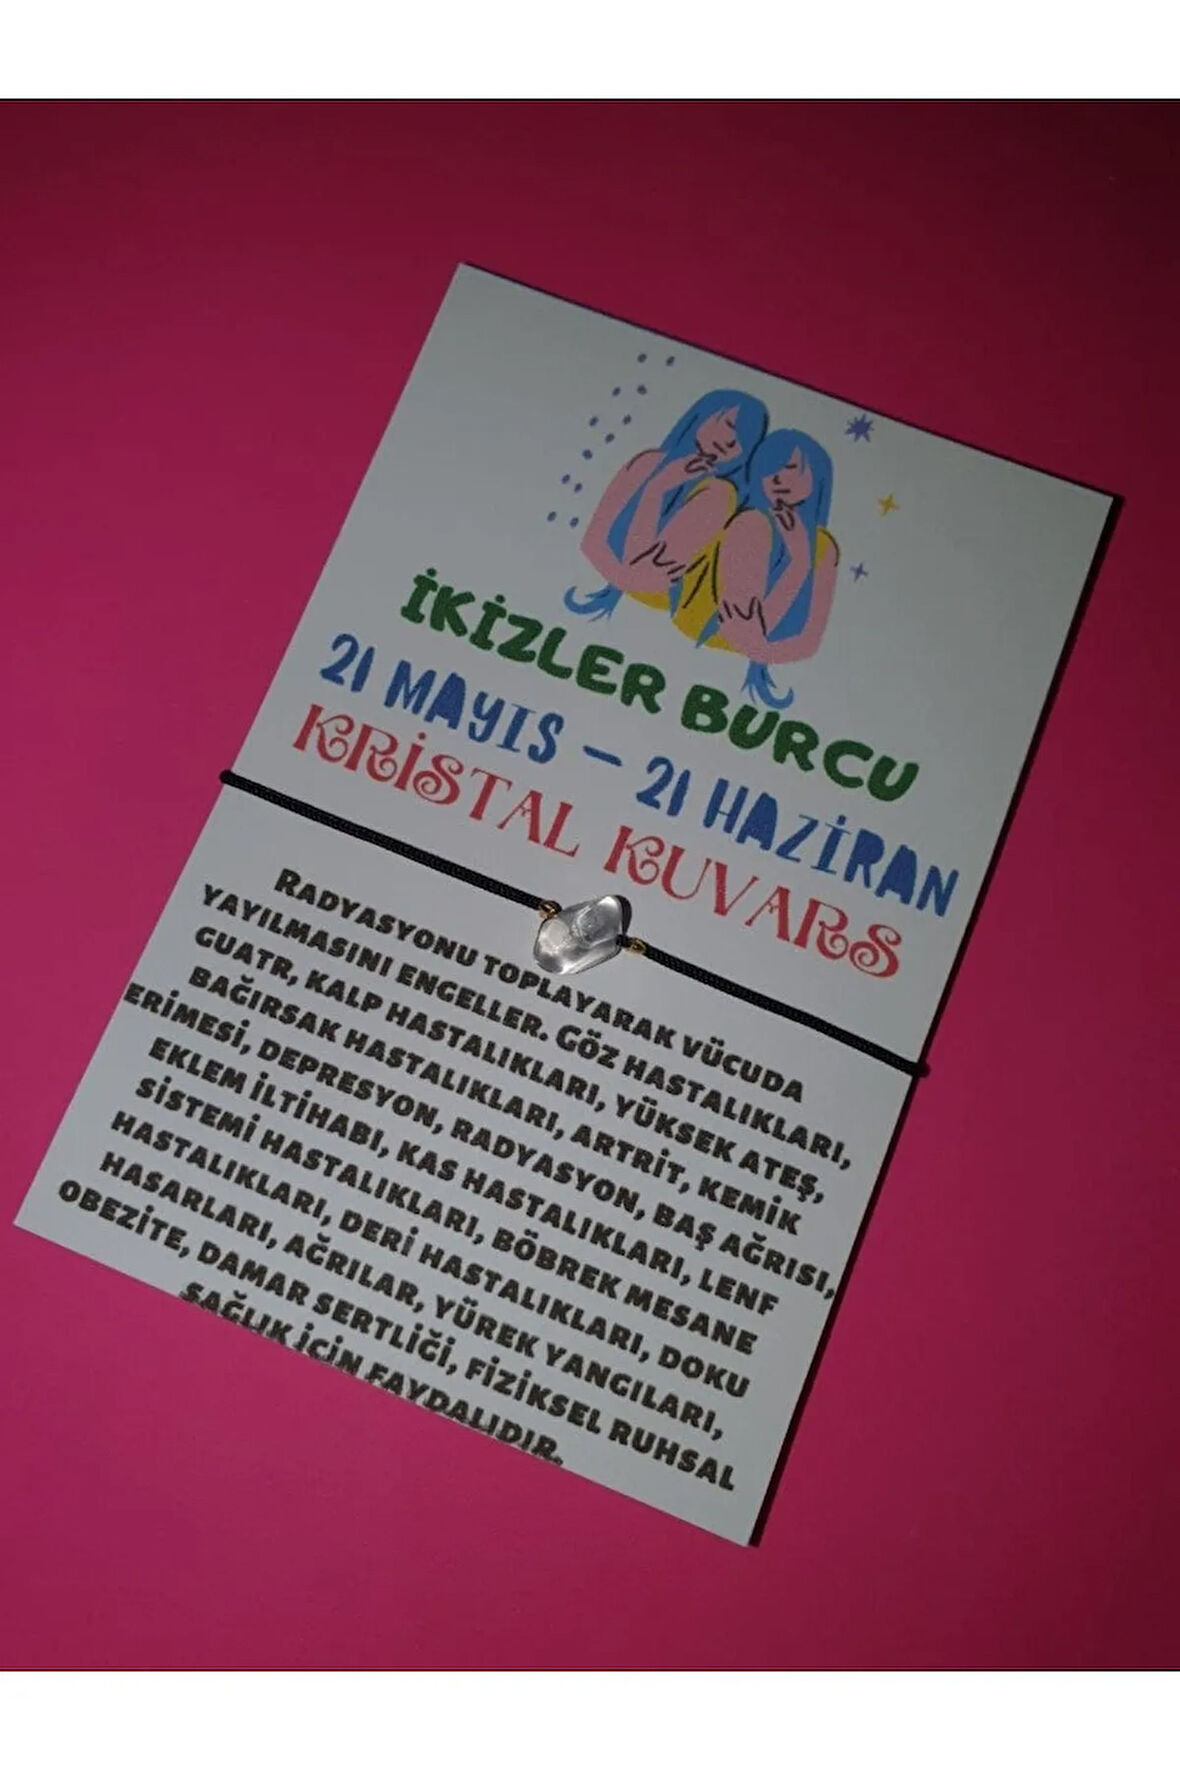 İKİZLER BURCU
21 MAYIS – 21 HAZİRAN
KRİSTAL KUVARS
RADYASYONU TOPLAYARAK VÜCUDA
YAYILMASINI ENGELLER. GÖZ HASTALIKLARI,
GUATR, KALP HASTALIKLARI, YÜKSEK ATEŞ,
BAĞIRSAK HASTALIKLARI, ARTRİT, KEMİK
ERİMESİ, DEPRESYON, RADYASYON, BAŞ AĞRISI,
EKLEM İLTİHABI, KAS HASTALIKLARI, LENF
SİSTEMİ HASTALIKLARI, BÖBREK MESANE
HASTALIKLARI, DERİ HASTALIKLARI, DOKU
HASARLARI, AĞRILAR, YÜREK YANGILARI,
OBEZİTE, DAMAR SERTLİĞİ, FİZİKSEL RUHSAL
SAĞLIK İÇİN FAYDALIDIR.